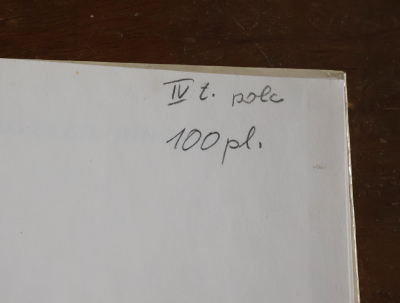 IV t. polc
100 pl.